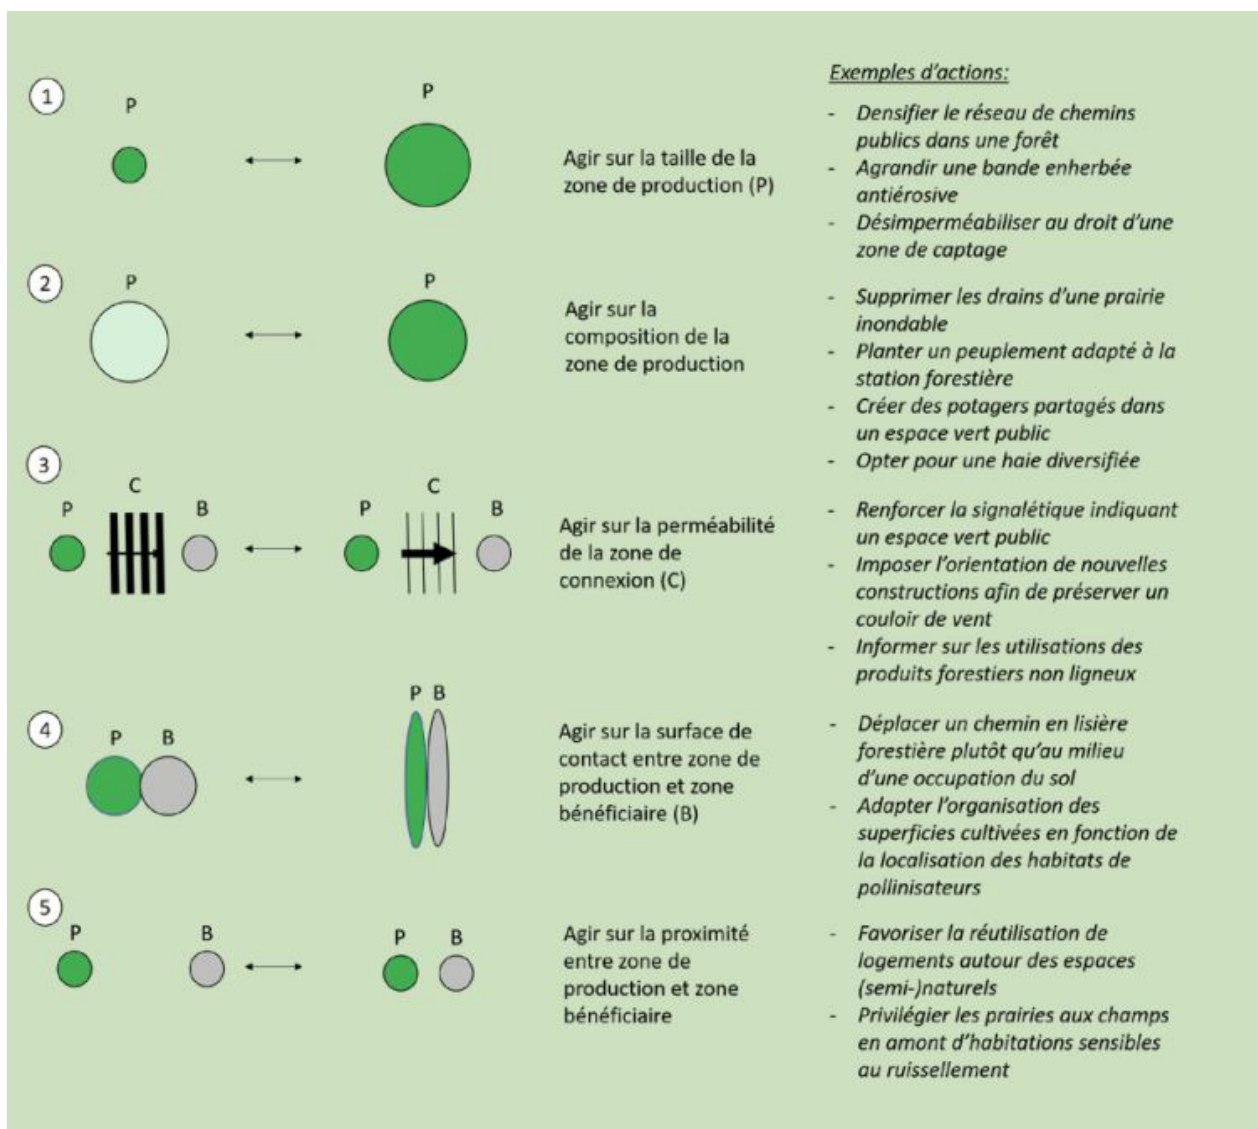 Exemples d'actions:
1
P
P
Agir sur la taille de la
zone de production (P)
- Densifier le réseau de chemins
publics dans une forêt
- Agrandir une bande enherbée
antiérosive
- Désimperméabiliser au droit d'une
zone de captage
2
P
P
Agir sur la
composition de la
zone de production
- Supprimer les drains d'une prairie
inondable
- Planter un peuplement adapté à la
station forestière
- Créer des potagers partagés dans
un espace vert public
- Opter pour une haie diversifiée
3
P
C
B
P
C
B
Agir sur la perméabilité
de la zone de
connexion (C)
- Renforcer la signalétique indiquant
un espace vert public
- Imposer l'orientation de nouvelles
constructions afin de préserver un
couloir de vent
- Informer sur les utilisations des
produits forestiers non ligneux
4
P
B
P
B
Agir sur la surface de
contact entre zone de
production et zone
bénéficiaire (B)
- Déplacer un chemin en lisière
forestière plutôt qu'au milieu
d'une occupation du sol
- Adapter l'organisation des
superficies cultivées en fonction de
la localisation des habitats de
pollinisateurs
5
P
B
P
B
Agir sur la proximité
entre zone de
production et zone
bénéficiaire
- Favoriser la réutilisation de
logements autour des espaces
(semi-)naturels
- Privilégier les prairies aux champs
en amont d'habitations sensibles
au ruissellement